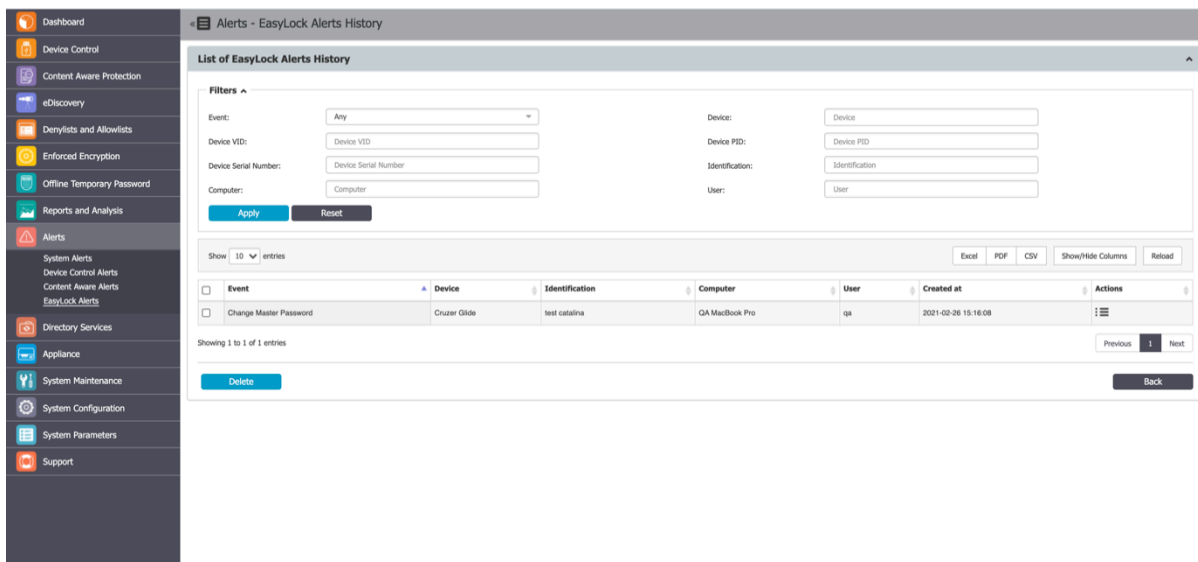 Dashboard
Device Control
Content Aware Protection
eDiscovery
Denylists and Allowlists
Enforced Encryption
Offline Temporary Password
Reports and Analysis
Alerts
System Alerts
Device Control Alerts
Content Aware Alerts
EasyLock Alerts
Directory Services
Appliance
System Maintenance
System Configuration
System Parameters
Support
Alerts - EasyLock Alerts History
List of EasyLock Alerts History
Filters
Event: Any Device: Device
Device VID: Device VID Device PID: Device PID
Device Serial Number: Device Serial Number Identification: Identification
Computer: Computer User: User
Apply Reset
Show 10 entries Excel PDF CSV Show/Hide Columns Reload
Event Device Identification Computer User Created at Actions
Change Master Password Cruzer Glide test catalina QA MacBook Pro qa 2021-02-26 15:16:08
Showing 1 to 1 of 1 entries Previous 1 Next
Delete Back